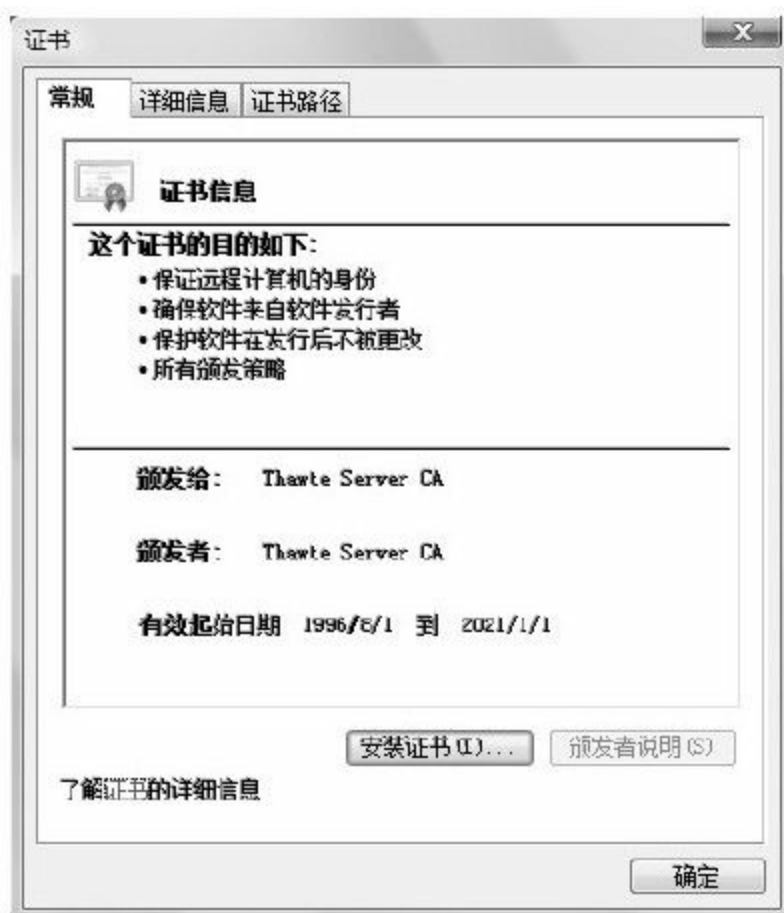 证书
常规 详细信息 证书路径
证书信息
这个证书的目的如下:
•保证远程计算机的身份
•确保软件来自软件发行者
•保护软件在发行后不被更改
•所有颁发策略
颁发给: Thawte Server CA
颁发者: Thawte Server CA
有效起始日期 1996/8/1 到 2021/1/1
安装证书(I)... 颁发者说明(S)
了解证书的详细信息
确定